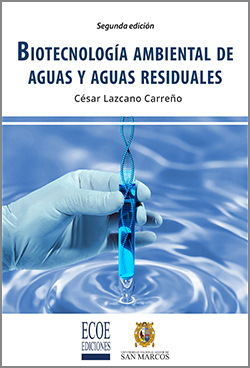 Segunda edición
BIOTECNOLOGÍA AMBIENTAL DE
AGUAS Y AGUAS RESIDUALES
César Lazcano Carreño
ECOE
EDICIONES
SAN MARCOS